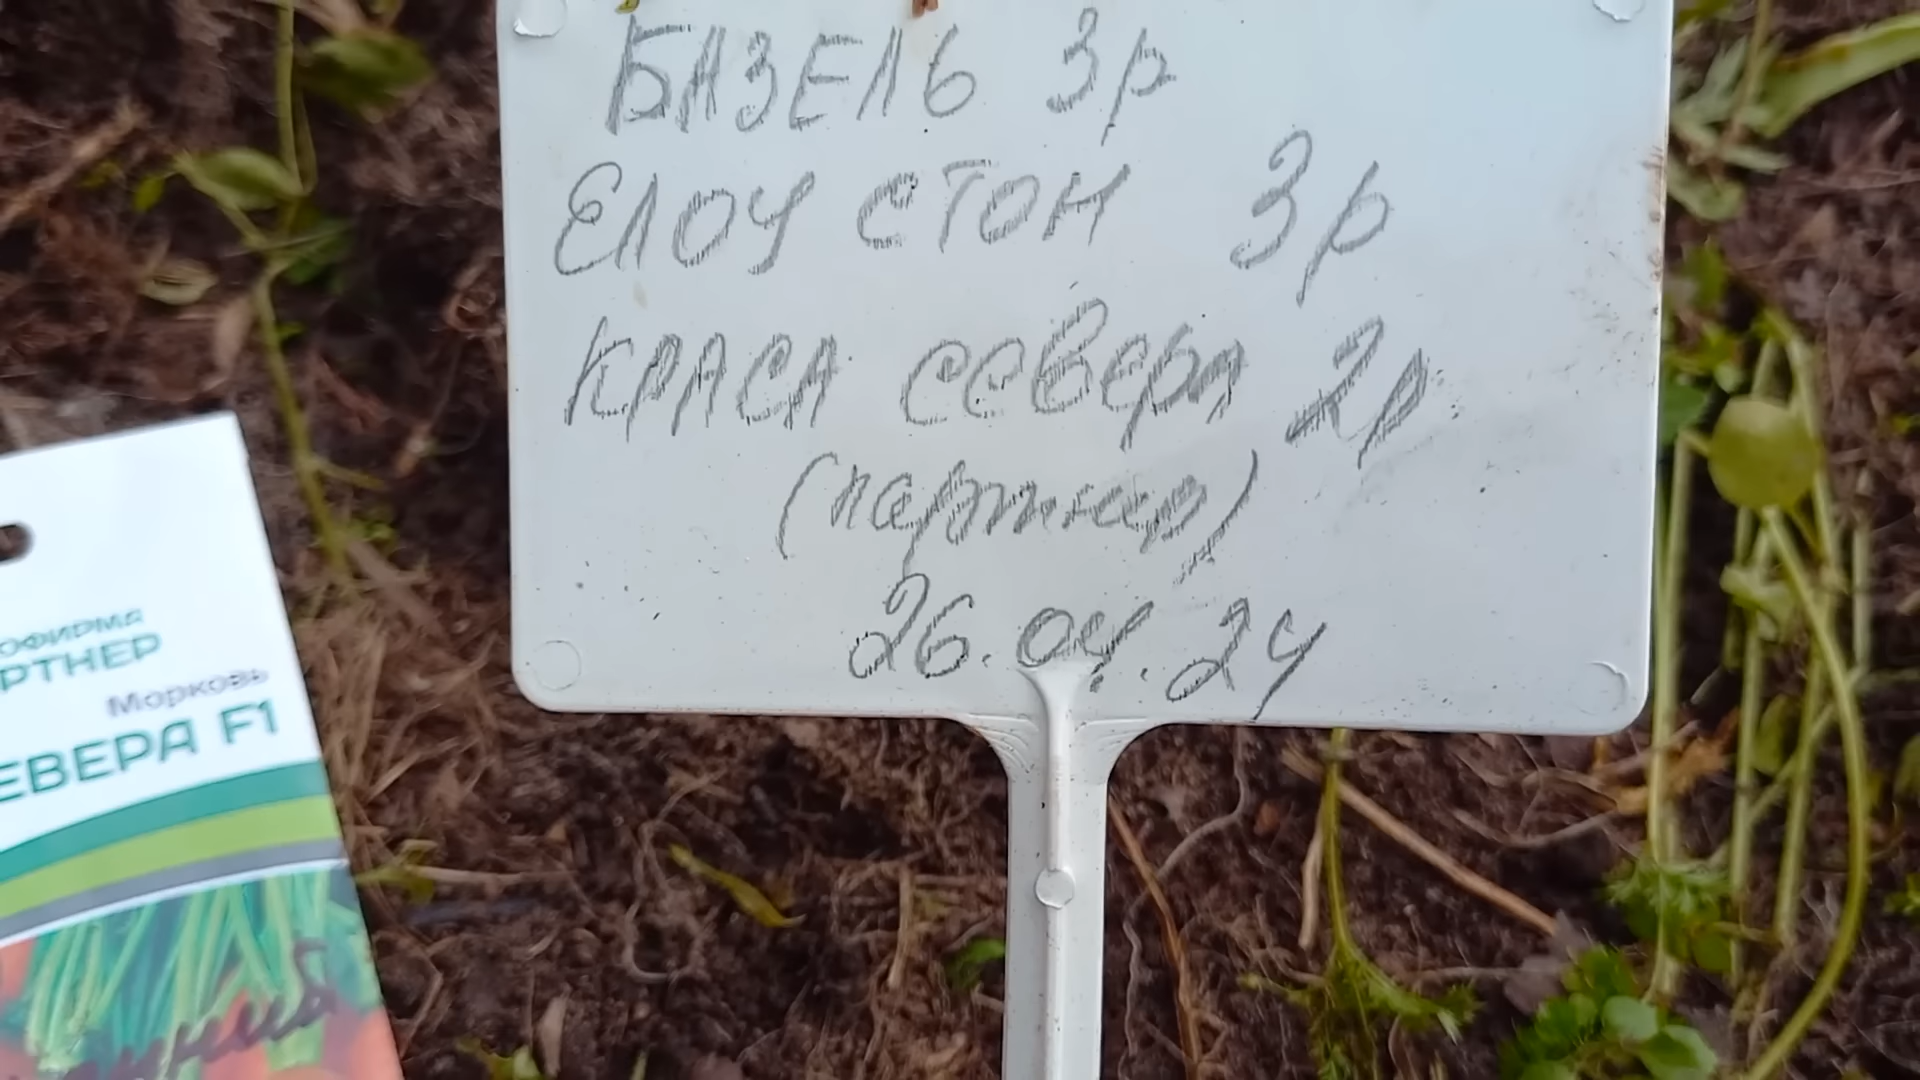 БАЗЕЛЬ 3р
ЕЛОУ СТОН 3р
КРАСА СЕВЕРА 2р
(партнер)
26.04.24
ОФИРМА
РТНЕР
Морковь
ЕВЕРА F1